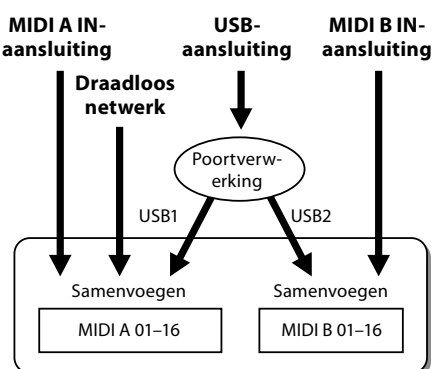 MIDI A IN-
aansluiting
USB-
aansluiting
MIDI B IN-
aansluiting
Draadloos
netwerk
Poortverw-
erking
USB1
USB2
Samenvoegen
Samenvoegen
MIDI A 01–16
MIDI B 01–16